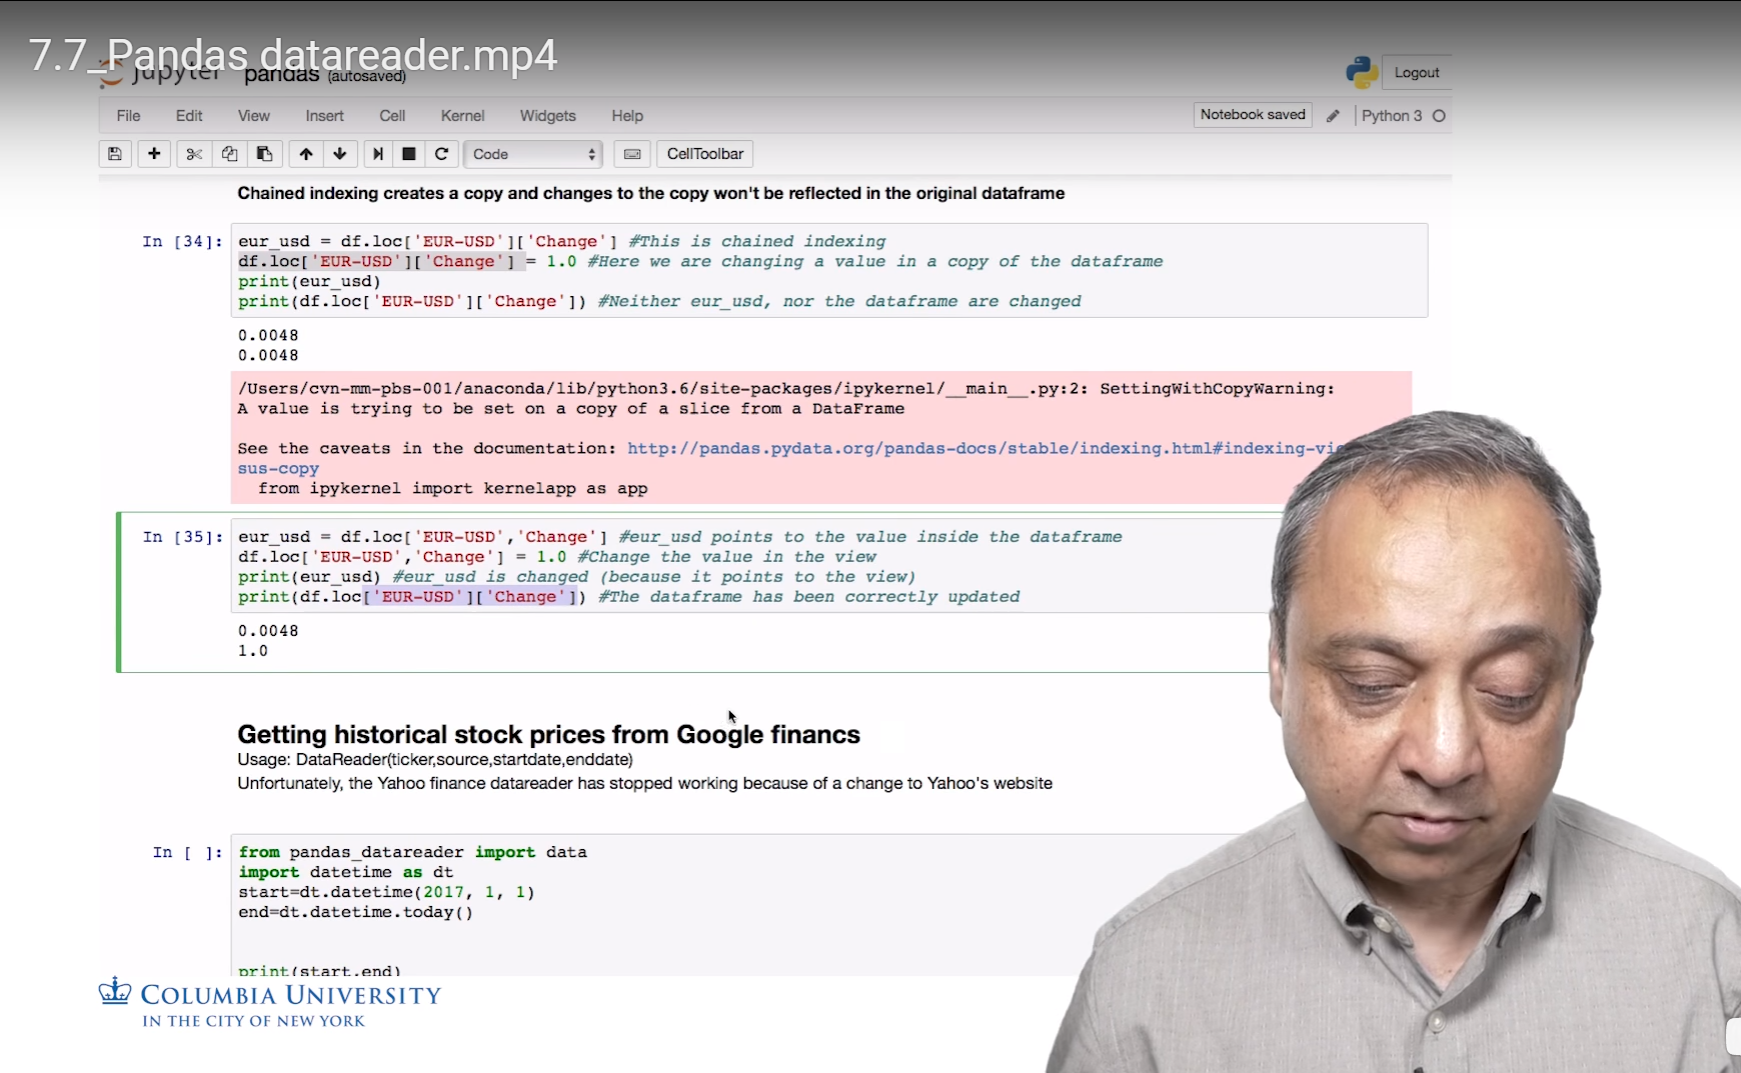 7.7_Pandas datareader.mp4
jupyter pandas (autosaved)
Logout
File Edit View Insert Cell Kernel Widgets Help
Notebook saved Python 3
Code CellToolbar
Chained indexing creates a copy and changes to the copy won't be reflected in the original dataframe
In [34]: eur_usd = df.loc['EUR-USD']['Change'] #This is chained indexing
df.loc['EUR-USD']['Change'] = 1.0 #Here we are changing a value in a copy of the dataframe
print(eur_usd)
print(df.loc['EUR-USD']['Change']) #Neither eur_usd, nor the dataframe are changed
0.0048
0.0048
/Users/cvn-mm-pbs-001/anaconda/lib/python3.6/site-packages/ipykernel/__main__.py:2: SettingWithCopyWarning:
A value is trying to be set on a copy of a slice from a DataFrame
See the caveats in the documentation: http://pandas.pydata.org/pandas-docs/stable/indexing.html#indexing-vie
sus-copy
from ipykernel import kernelapp as app
In [35]: eur_usd = df.loc['EUR-USD','Change'] #eur_usd points to the value inside the dataframe
df.loc['EUR-USD','Change'] = 1.0 #Change the value in the view
print(eur_usd) #eur_usd is changed (because it points to the view)
print(df.loc['EUR-USD']['Change']) #The dataframe has been correctly updated
0.0048
1.0
Getting historical stock prices from Google financs
Usage: DataReader(ticker,source,startdate,enddate)
Unfortunately, the Yahoo finance datareader has stopped working because of a change to Yahoo's website
In [ ]: from pandas_datareader import data
import datetime as dt
start=dt.datetime(2017, 1, 1)
end=dt.datetime.today()
print(start,end)
COLUMBIA UNIVERSITY
IN THE CITY OF NEW YORK